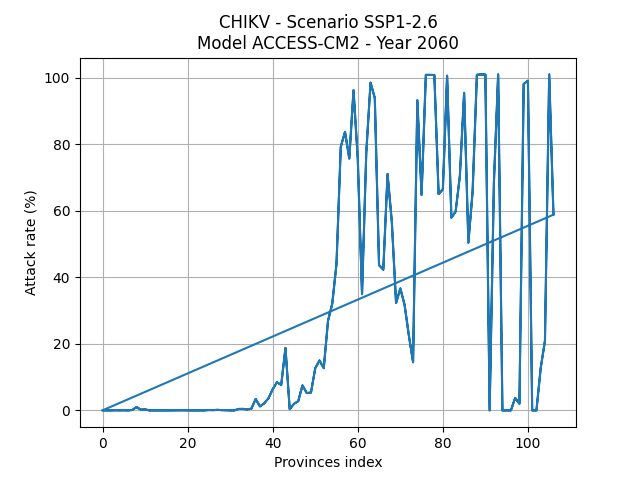 CHIKV - Scenario SSP1-2.6
Model ACCESS-CM2 - Year 2060
100
80
60
40
20
0
Attack rate (%)
0 20 40 60 80 100
Provinces index